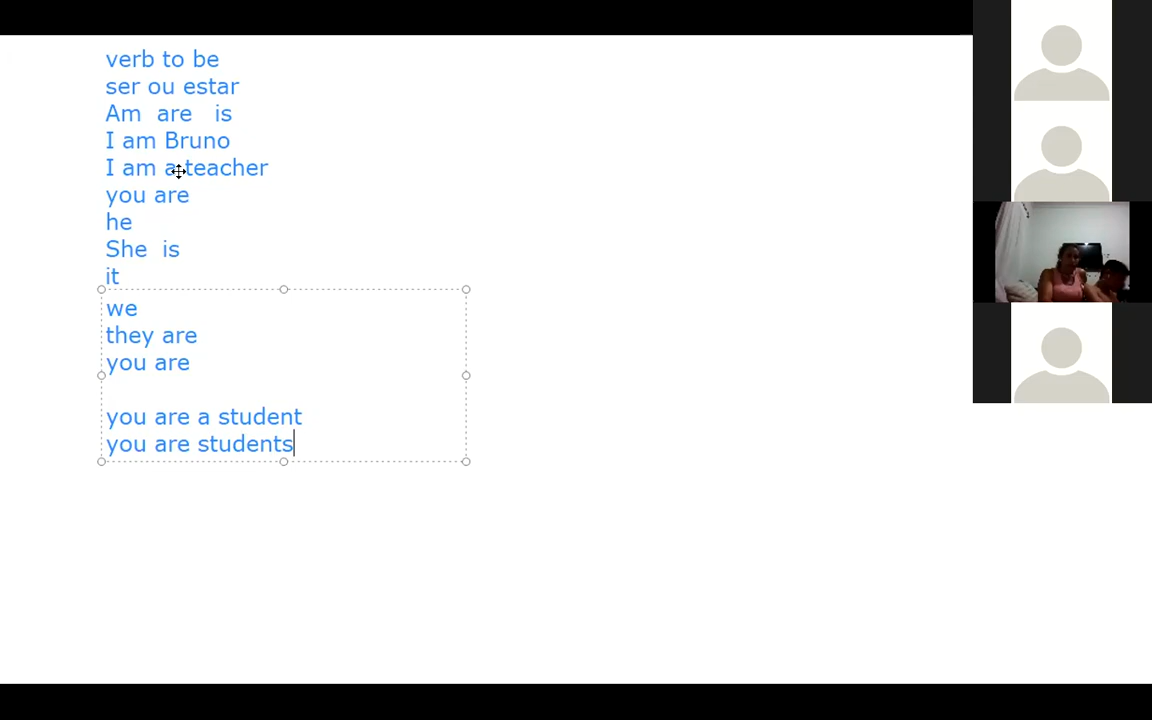 verb to be
ser ou estar
Am are is
I am Bruno
I am a teacher
you are
he
She is
it
we
they are
you are
you are a student
you are students